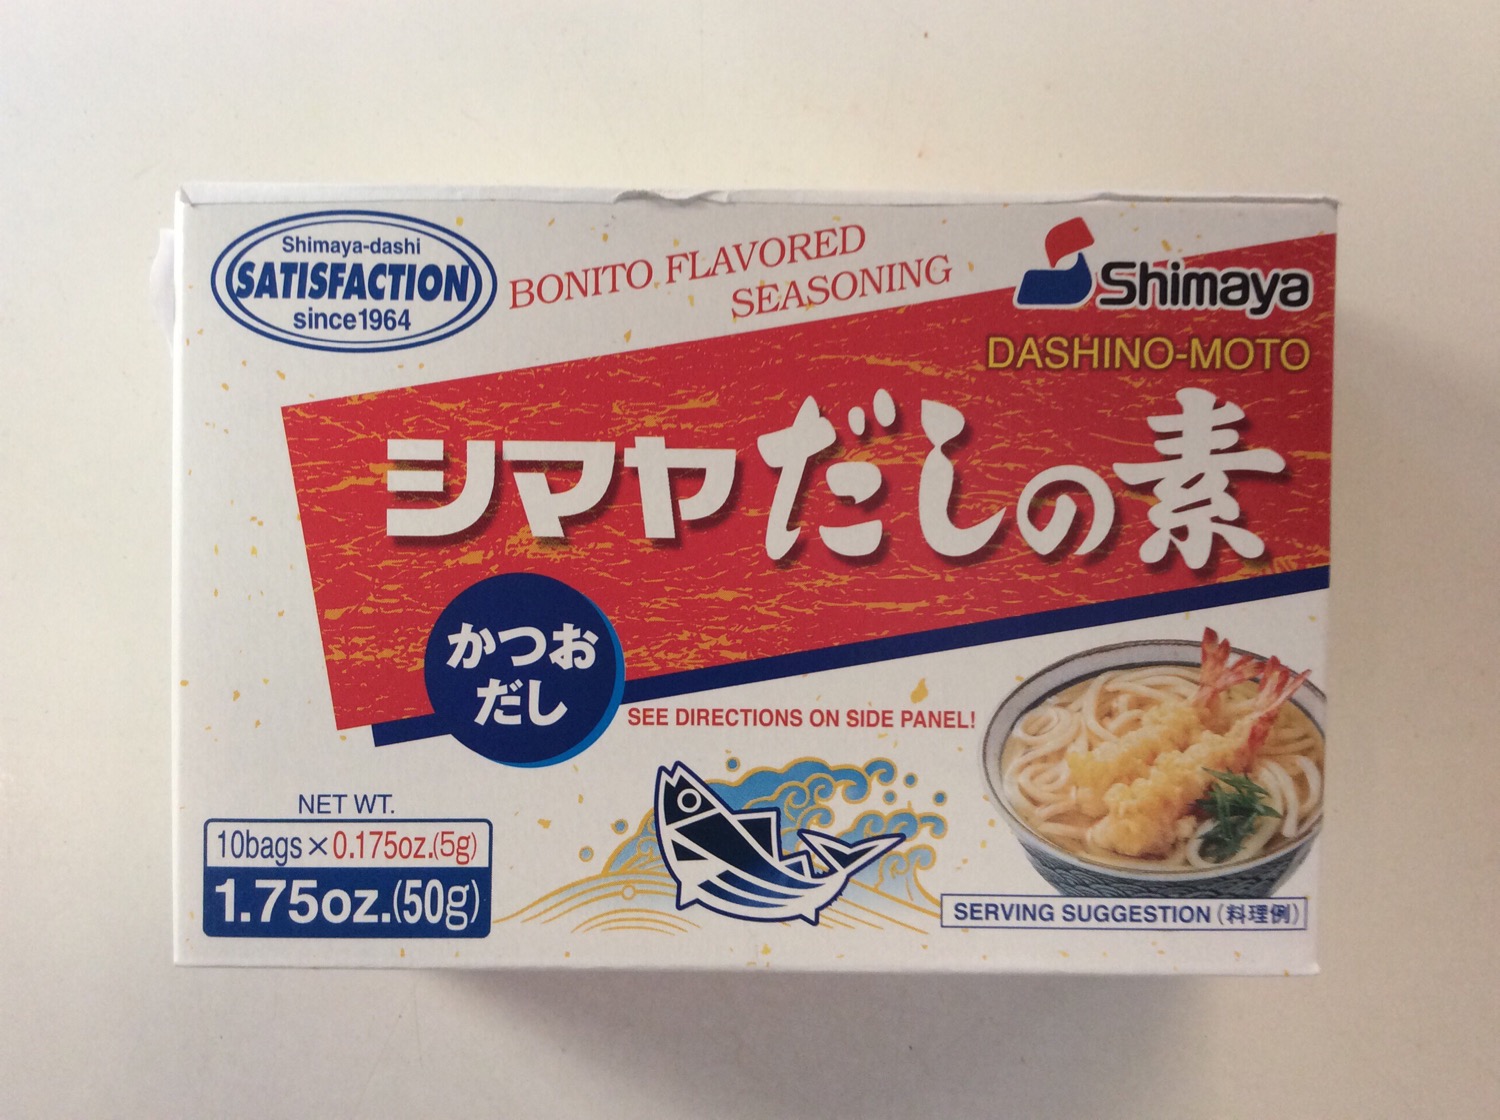 Shimaya-dashi
SATISFACTION
since1964
BONITO FLAVORED
SEASONING
Shimaya
DASHINO-MOTO
シマヤだしの素
かつお
だし
SEE DIRECTIONS ON SIDE PANEL!
NET WT.
10bags×0.175oz.(5g)
1.75oz.(50g)
SERVING SUGGESTION(料理例)